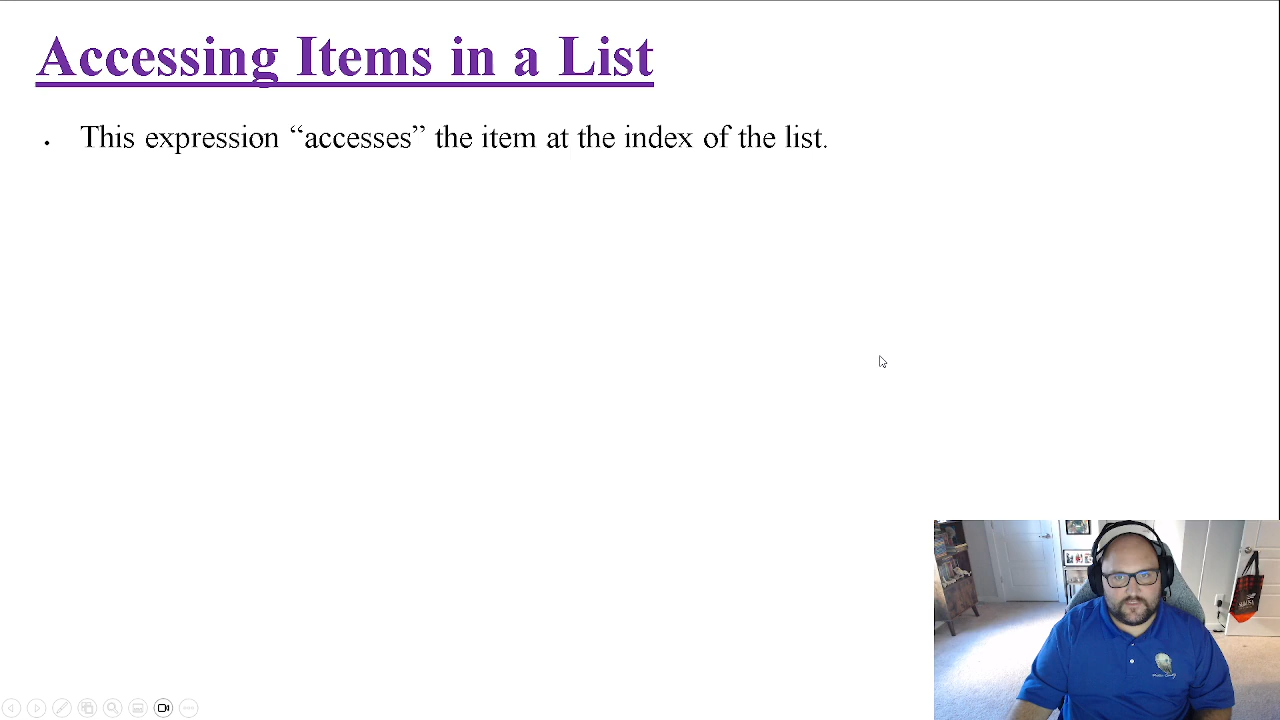 Accessing Items in a List
• This expression “accesses” the item at the index of the list.